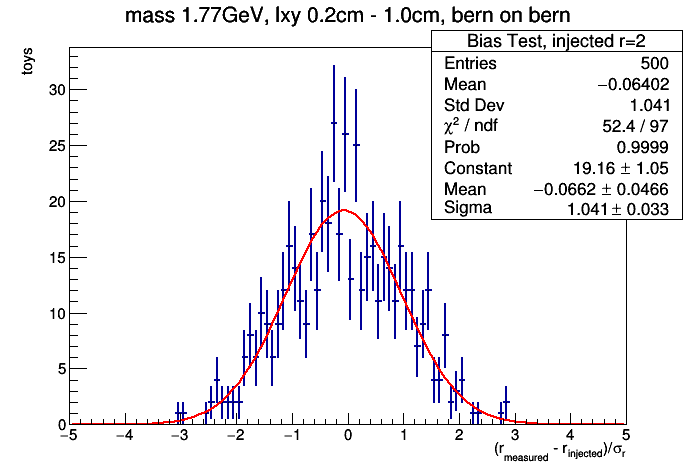 mass 1.77GeV, lxy 0.2cm - 1.0cm, bern on bern
Bias Test, injected r=2
Entries 500
Mean −0.06402
Std Dev 1.041
χ² / ndf 52.4 / 97
Prob 0.9999
Constant 19.16 ± 1.05
Mean −0.0662 ± 0.0466
Sigma 1.041 ± 0.033
toys
30
25
20
15
10
5
0
−5 −4 −3 −2 −1 0 1 2 3 4 5
(r_measured - r_injected)/σ_r